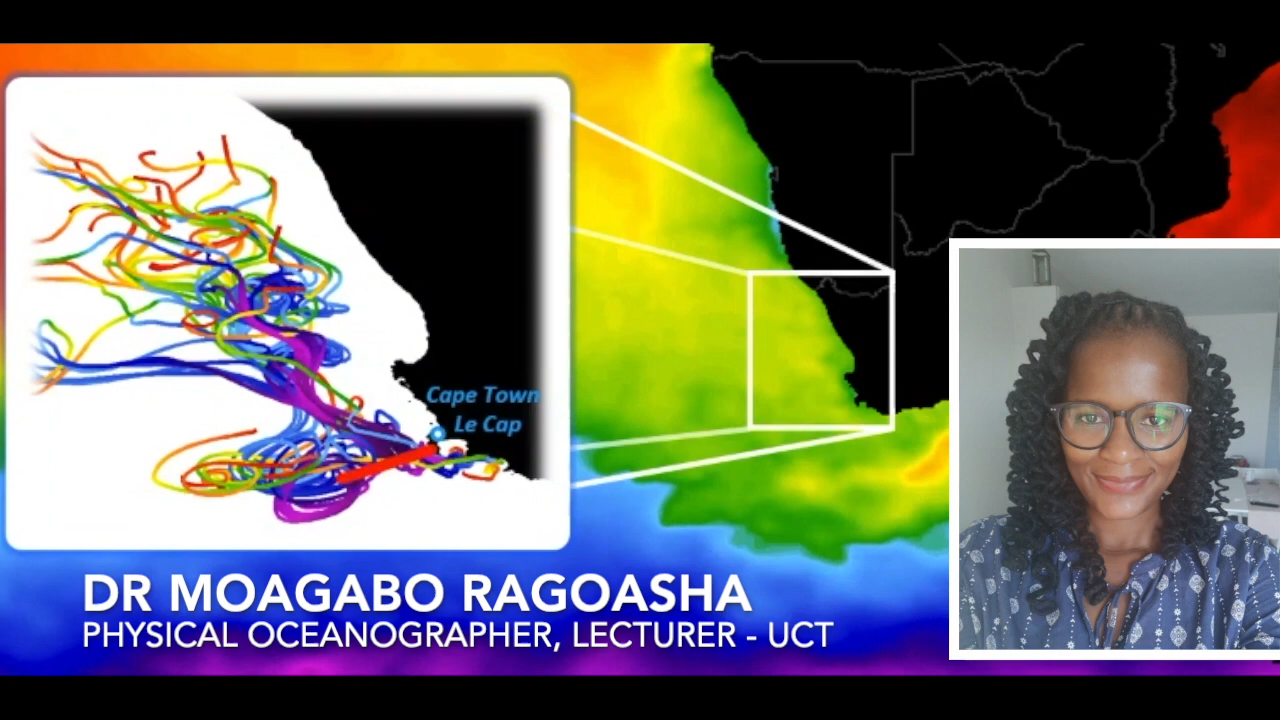 Cape Town
Le Cap
DR MOAGABO RAGOASHA
PHYSICAL OCEANOGRAPHER, LECTURER - UCT